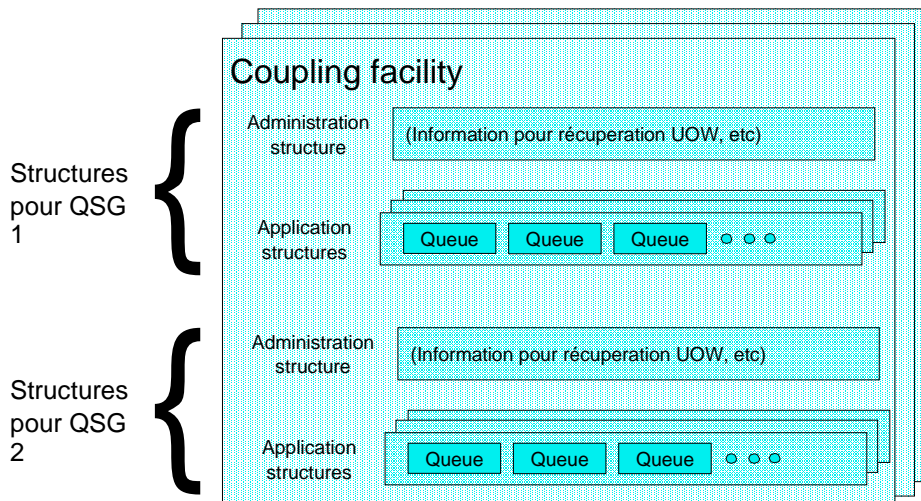 Coupling facility
Structures
pour QSG
1
Administration
structure
(Information pour récuperation UOW, etc)
Application
structures
Queue Queue Queue
Structures
pour QSG
2
Administration
structure
(Information pour récuperation UOW, etc)
Application
structures
Queue Queue Queue